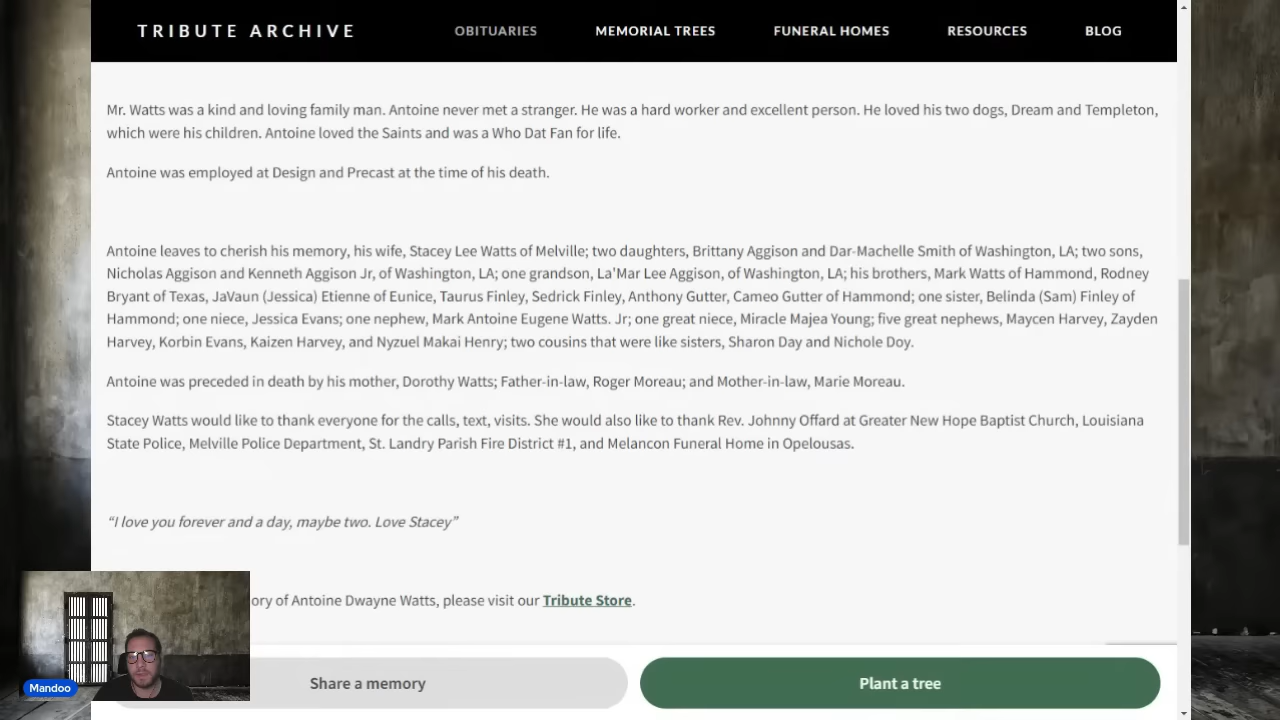 TRIBUTE ARCHIVE
OBITUARIES
MEMORIAL TREES
FUNERAL HOMES
RESOURCES
BLOG
Mr. Watts was a kind and loving family man. Antoine never met a stranger. He was a hard worker and excellent person. He loved his two dogs, Dream and Templeton,
which were his children. Antoine loved the Saints and was a Who Dat Fan for life.
Antoine was employed at Design and Precast at the time of his death.
Antoine leaves to cherish his memory, his wife, Stacey Lee Watts of Melville; two daughters, Brittany Aggison and Dar-Machelle Smith of Washington, LA; two sons,
Nicholas Aggison and Kenneth Aggison Jr, of Washington, LA; one grandson, La'Mar Lee Aggison, of Washington, LA; his brothers, Mark Watts of Hammond, Rodney
Bryant of Texas, JaVaun (Jessica) Etienne of Eunice, Taurus Finley, Sedrick Finley, Anthony Gutter, Cameo Gutter of Hammond; one sister, Belinda (Sam) Finley of
Hammond; one niece, Jessica Evans; one nephew, Mark Antoine Eugene Watts. Jr; one great niece, Miracle Majea Young; five great nephews, Maycen Harvey, Zayden
Harvey, Korbin Evans, Kaizen Harvey, and Nyzuel Makai Henry; two cousins that were like sisters, Sharon Day and Nichole Doy.
Antoine was preceded in death by his mother, Dorothy Watts; Father-in-law, Roger Moreau; and Mother-in-law, Marie Moreau.
Stacey Watts would like to thank everyone for the calls, text, visits. She would also like to thank Rev. Johnny Offard at Greater New Hope Baptist Church, Louisiana
State Police, Melville Police Department, St. Landry Parish Fire District #1, and Melancon Funeral Home in Opelousas.
“I love you forever and a day, maybe two. Love Stacey”
ory of Antoine Dwayne Watts, please visit our Tribute Store.
Share a memory
Plant a tree
Mandoo